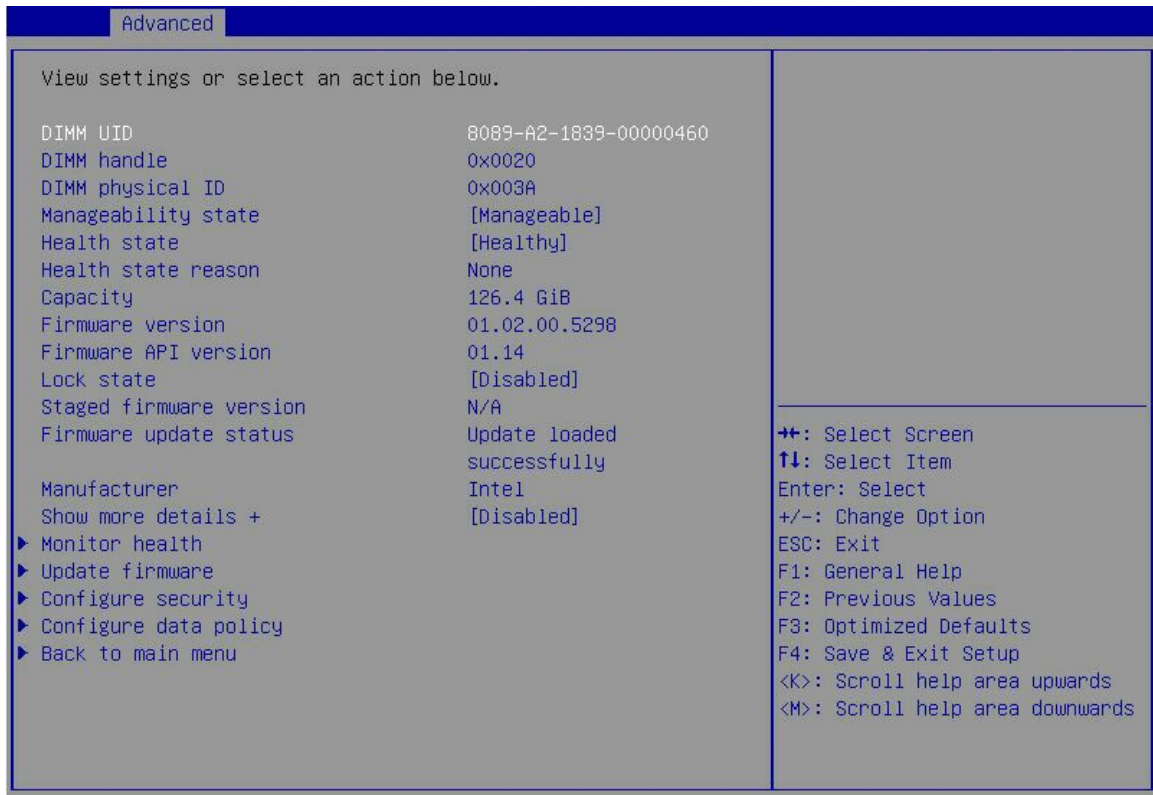 Advanced
View settings or select an action below.
DIMM UID 8089-A2-1839-00000460
DIMM handle 0x0020
DIMM physical ID 0x003A
Manageability state [Manageable]
Health state [Healthy]
Health state reason None
Capacity 126.4 GiB
Firmware version 01.02.00.5298
Firmware API version 01.14
Lock state [Disabled]
Staged firmware version N/A
Firmware update status Update loaded
successfully
Manufacturer Intel
Show more details + [Disabled]
Monitor health
Update firmware
Configure security
Configure data policy
Back to main menu
→←: Select Screen
↑↓: Select Item
Enter: Select
+/-: Change Option
ESC: Exit
F1: General Help
F2: Previous Values
F3: Optimized Defaults
F4: Save & Exit Setup
<K>: Scroll help area upwards
<M>: Scroll help area downwards